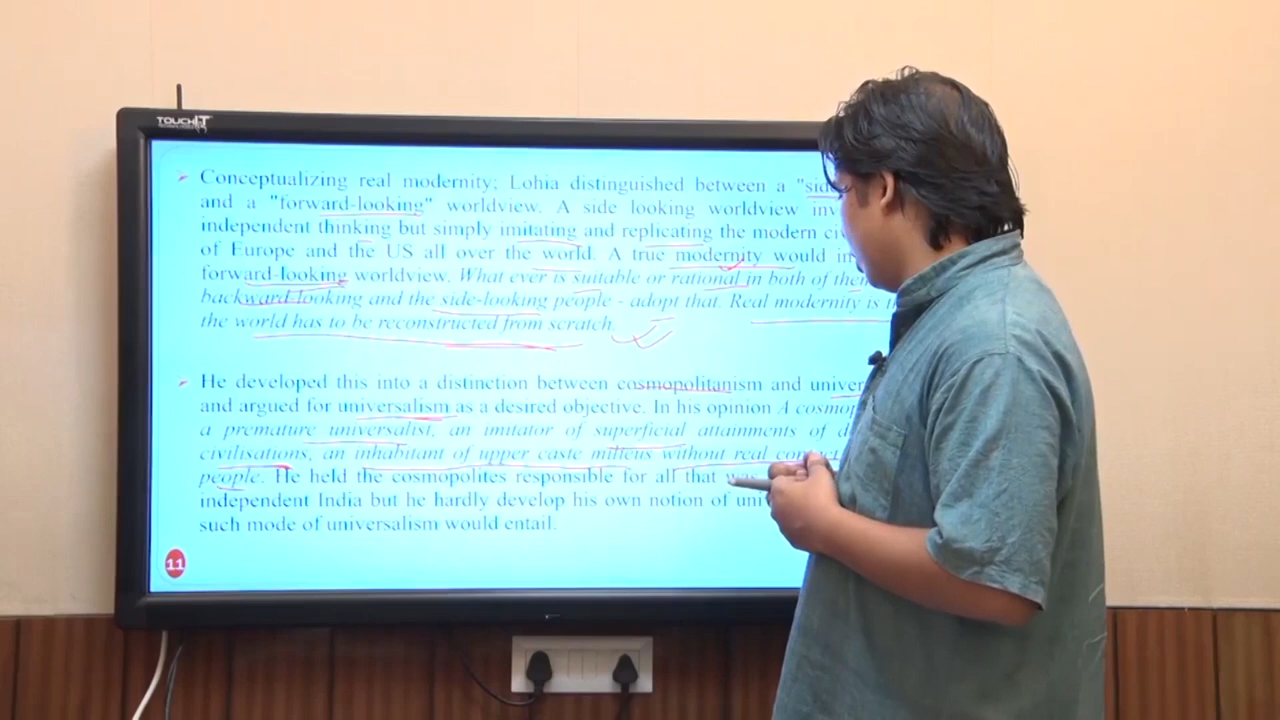 TOUCHIT
Conceptualizing real modernity; Lohia distinguished between a "side
and a "forward-looking" worldview. A side looking worldview inv
independent thinking but simply imitating and replicating the modern ci
of Europe and the US all over the world. A true modernity would in
forward-looking worldview. What ever is suitable or rational in both of them
backward looking and the side-looking people - adopt that. Real modernity is
the world has to be reconstructed from scratch.
He developed this into a distinction between cosmopolitanism and univer
and argued for universalism as a desired objective. In his opinion A cosmop
a premature universalist, an imitator of superficial attainments of d
civilisations, an inhabitant of upper caste milieus without real
people. He held the cosmopolites responsible for all that was
independent India but he hardly develop his own notion of uni
such mode of universalism would entail.
11